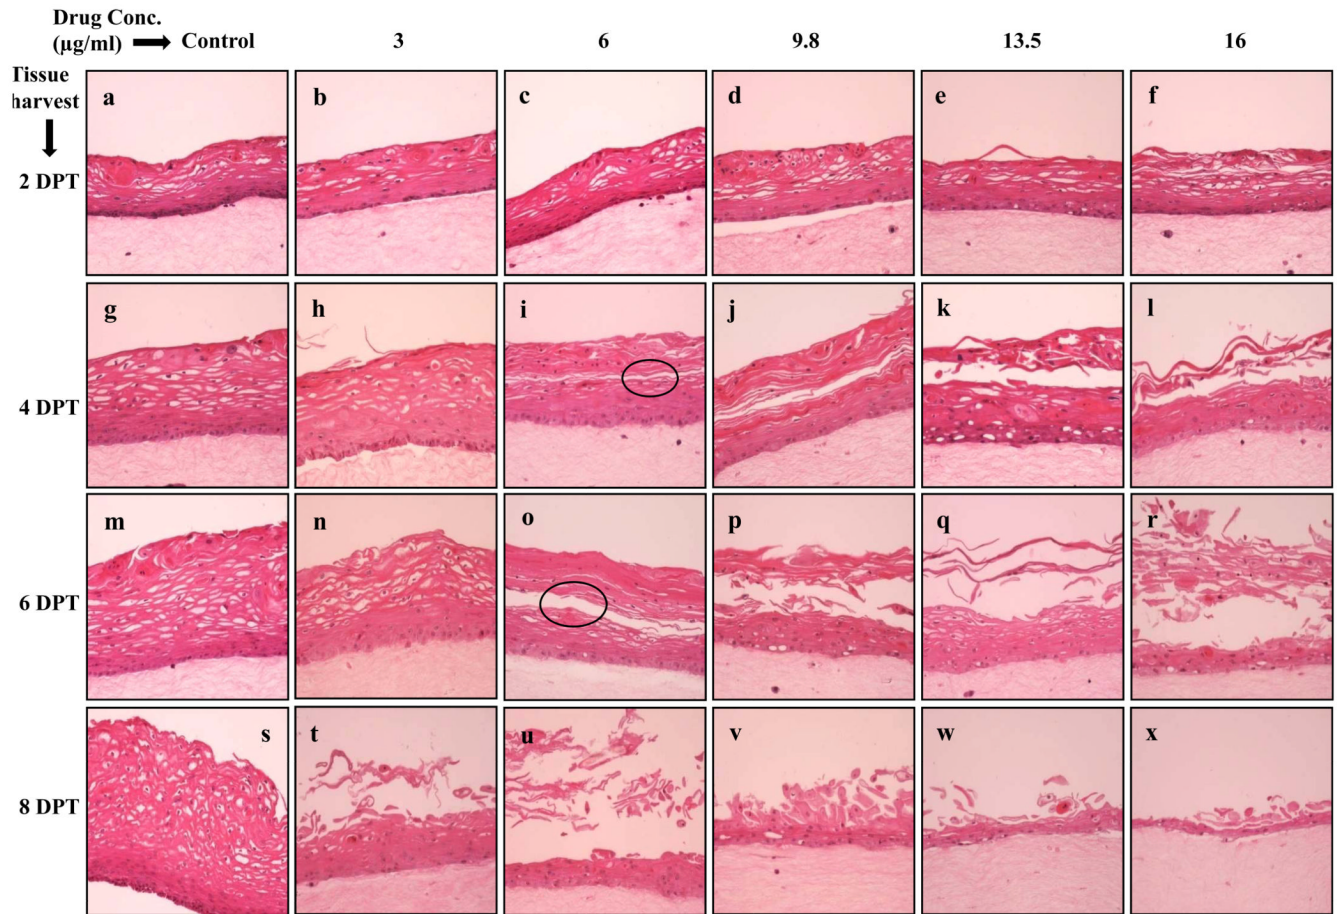 Drug Conc.
(µg/ml) Control 3 6 9.8 13.5 16
Tissue
harvest
a b c d e f
2 DPT
g h i j k l
4 DPT
m n o p q r
6 DPT
s t u v w x
8 DPT